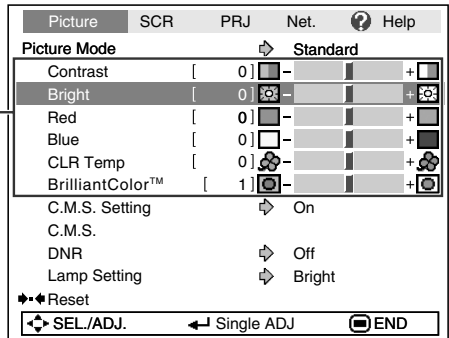 Picture SCR PRJ Net. ? Help
Picture Mode Standard
Contrast [ 0 ] - +
Bright [ 0 ] - +
Red [ 0 ] - +
Blue [ 0 ] - +
CLR Temp [ 0 ] - +
BrilliantColor™ [ 1 ] - +
C.M.S. Setting On
C.M.S.
DNR Off
Lamp Setting Bright
Reset
SEL./ADJ. Single ADJ END